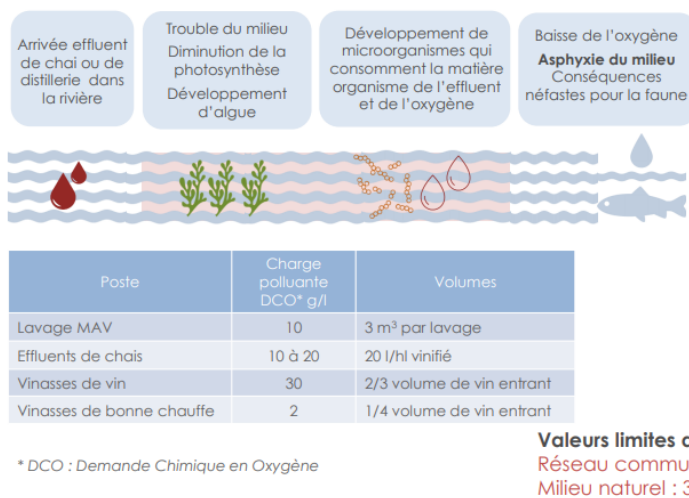 Arrivée effluent
de chai ou de
distillerie dans
la rivière
Trouble du milieu
Diminution de la
photosynthèse
Développement
d'algue
Développement de
microorganismes qui
consomment la matière
organisme de l'effluent
et de l'oxygène
Baisse de l'oxygène
Asphyxie du milieu
Conséquences
néfastes pour la faune
Poste
Charge
polluante
DCO* g/l
Volumes
Lavage MAV
10
3 m³ par lavage
Effluents de chais
10 à 20
20 l/hl vinifié
Vinasses de vin
30
2/3 volume de vin entrant
Vinasses de bonne chauffe
2
1/4 volume de vin entrant
* DCO : Demande Chimique en Oxygène
Valeurs limites
Réseau
Milieu naturel :